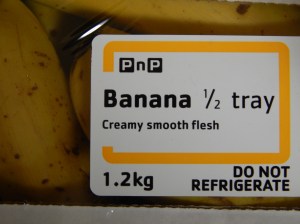 PnP
Banana ½ tray
Creamy smooth flesh
1.2kg
DO NOT
REFRIGERATE